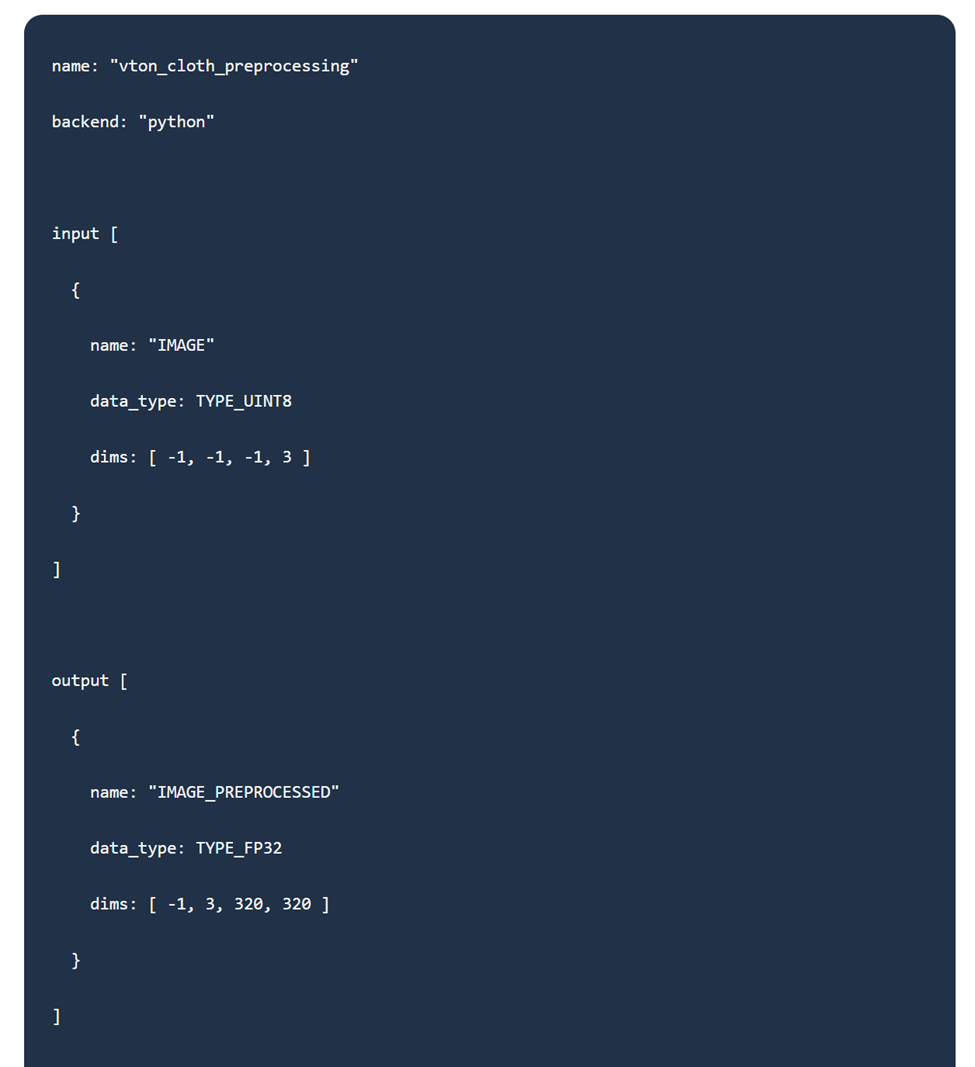 name: "vton_cloth_preprocessing"
backend: "python"
input [
{
name: "IMAGE"
data_type: TYPE_UINT8
dims: [ -1, -1, -1, 3 ]
}
]
output [
{
name: "IMAGE_PREPROCESSED"
data_type: TYPE_FP32
dims: [ -1, 3, 320, 320 ]
}
]